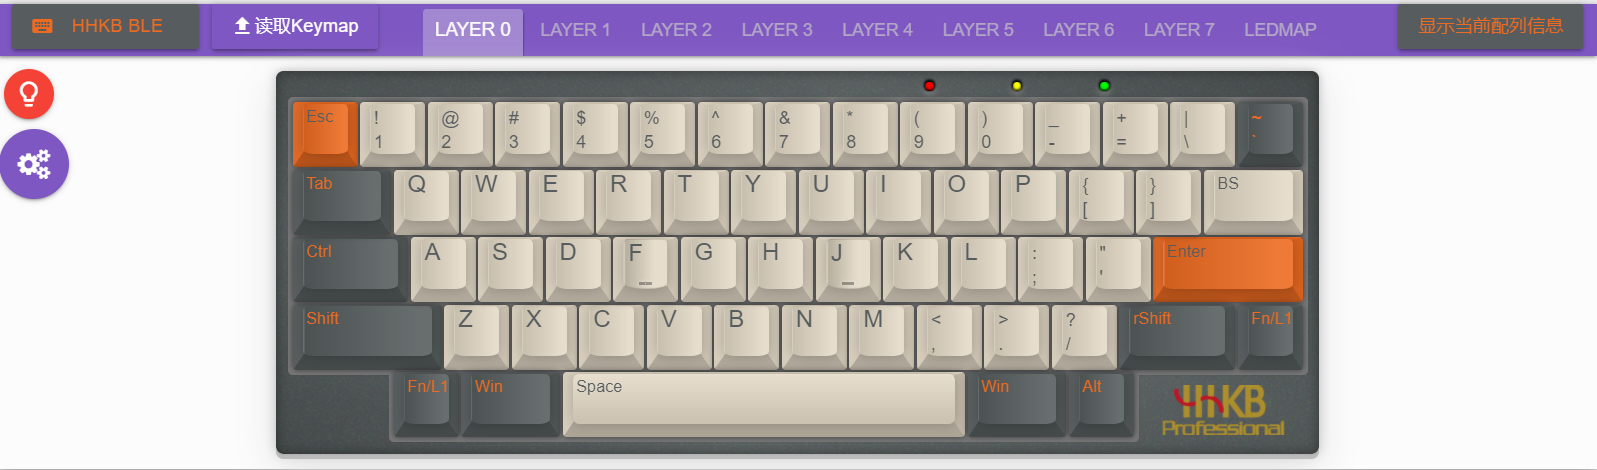 HHKB BLE 读取Keymap LAYER 0 LAYER 1 LAYER 2 LAYER 3 LAYER 4 LAYER 5 LAYER 6 LAYER 7 LEDMAP 显示当前配列信息
Esc ! @ # $ % ^ & * ( ) _ + | ~
1 2 3 4 5 6 7 8 9 0 - = \ `
Tab Q W E R T Y U I O P { } BS
[ ]
Ctrl A S D F G H J K L : " Enter
; '
Shift Z X C V B N M < > ? rShift Fn/L1
, . /
Fn/L1 Win Space Win Alt
HHKB
Professional